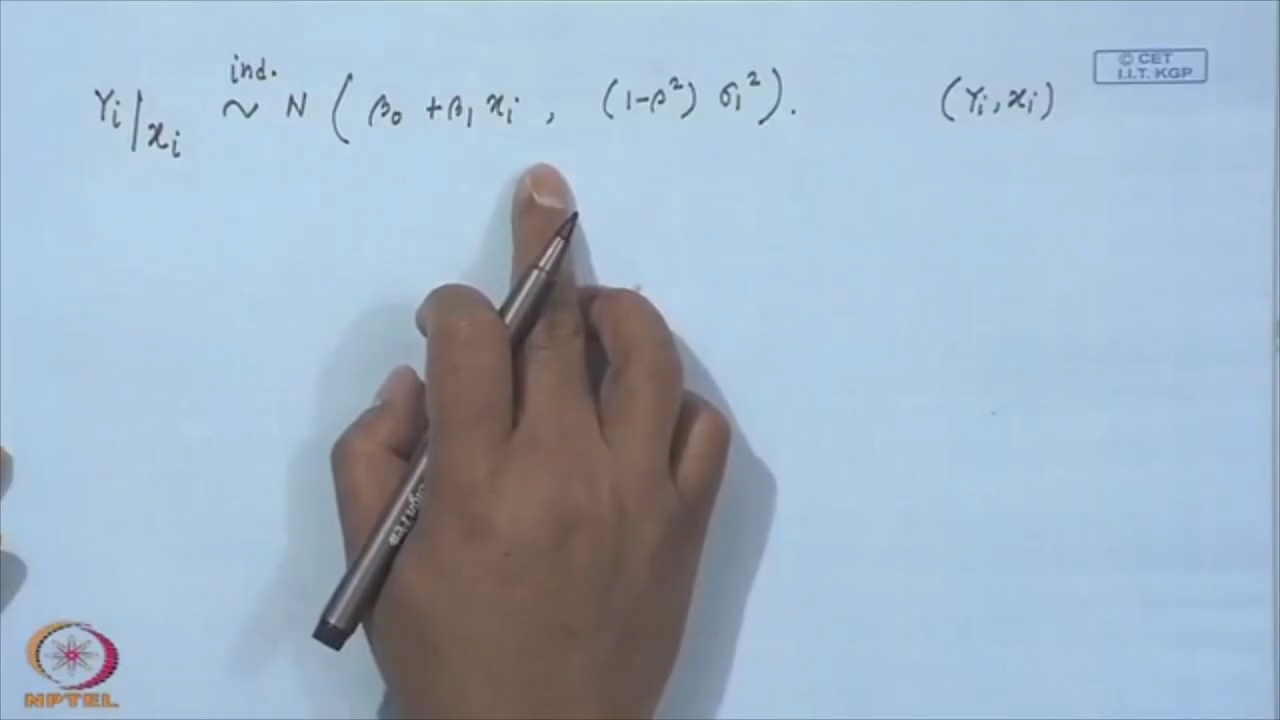 © CET
I.I.T. KGP
Yi/xi ind. ~ N ( β0 + β1 xi , (1-ρ²) σ1² ). (Yi, xi)
NPTEL